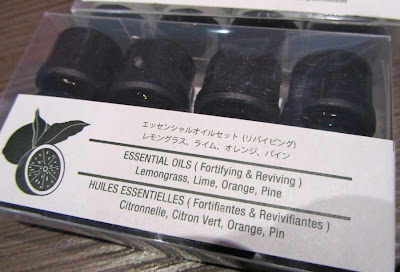 エッセンシャルオイルセット (リバイビング)
レモングラス、ライム、オレンジ、パイン
ESSENTIAL OILS ( Fortifying & Reviving )
Lemongrass, Lime, Orange, Pine
HUILES ESSENTIELLES ( Fortifiantes & Revivifiantes )
Citronnelle, Citron Vert, Orange, Pin